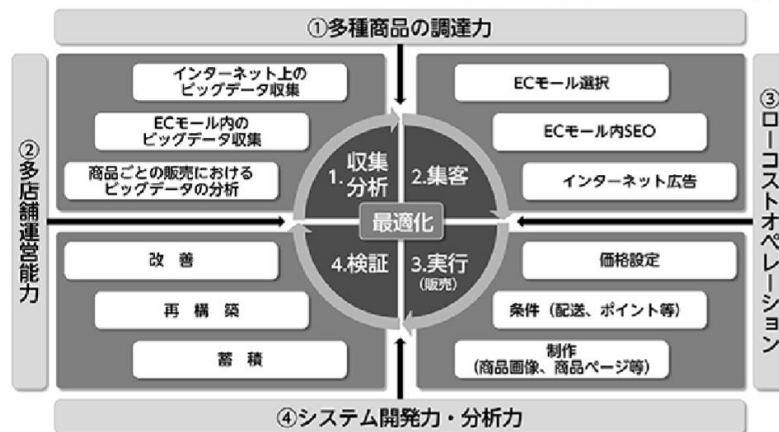 ①多種商品の調達力
②多店舗運営能力
インターネット上の
ビッグデータ収集
ECモール内の
ビッグデータ収集
商品ごとの販売における
ビッグデータの分析
ECモール選択
ECモール内SEO
インターネット広告
③ローコストオペレーション
1.収集
分析
2.集客
最適化
4.検証
3.実行
(販売)
改　善
再　構　築
蓄　積
価格設定
条件（配送、ポイント等）
制作
(商品画像、商品ページ等)
④システム開発力・分析力